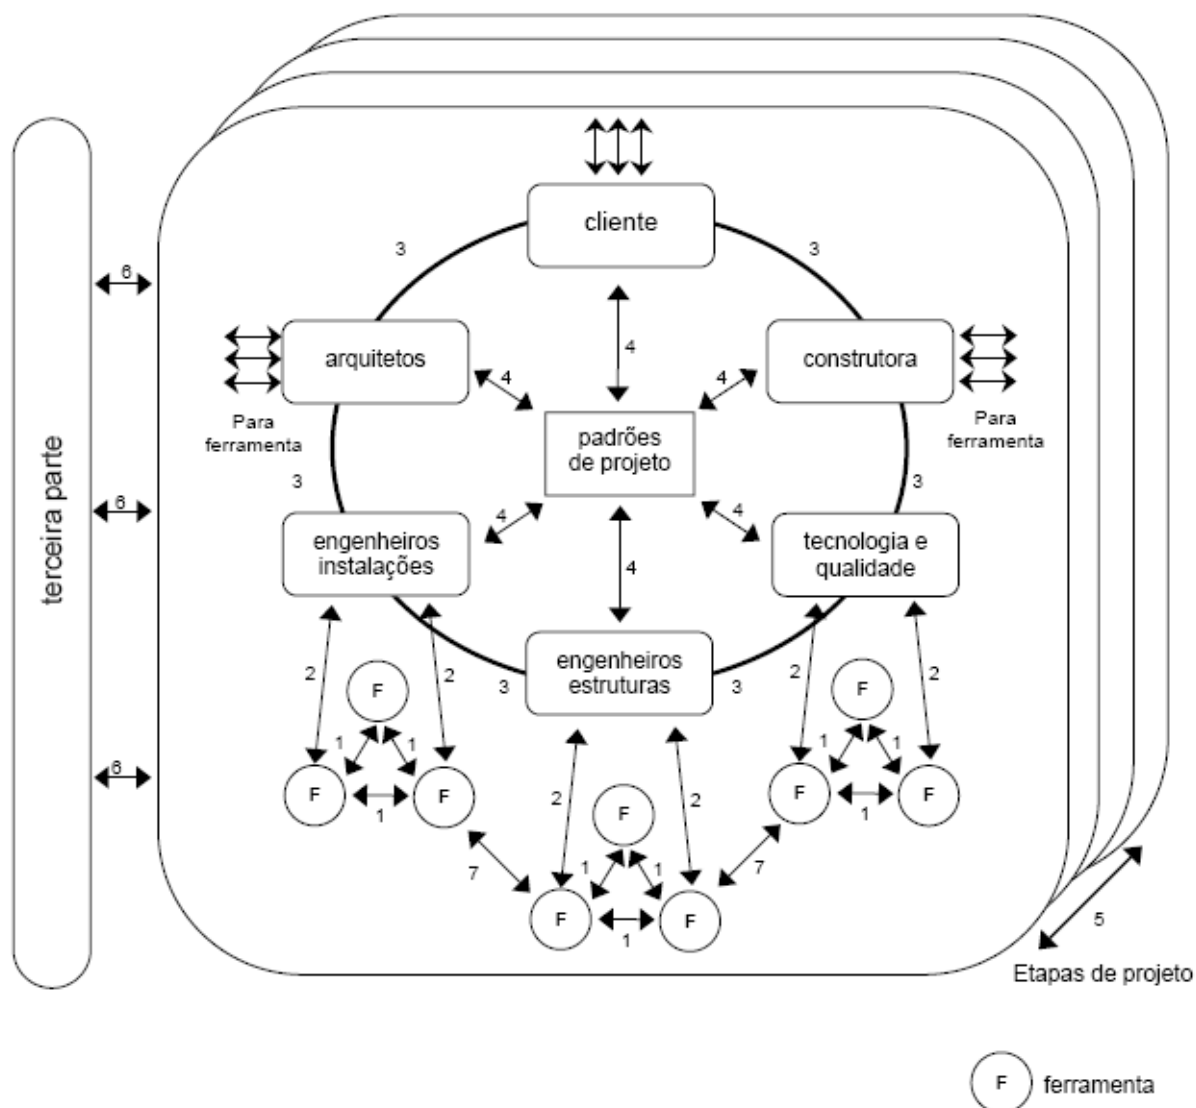 cliente
3
3
6
arquitetos
4
4
4
construtora
Para
ferramenta
Para
ferramenta
padrões
de projeto
terceira parte
3
3
6
4
4
engenheiros
instalações
4
tecnologia e
qualidade
engenheiros
estruturas
2
2
3
3
2
2
F
F
1
1
1
1
6
F
F
1
F
F
1
2
2
F
7
7
1
1
F
F
1
5
Etapas de projeto
F
ferramenta